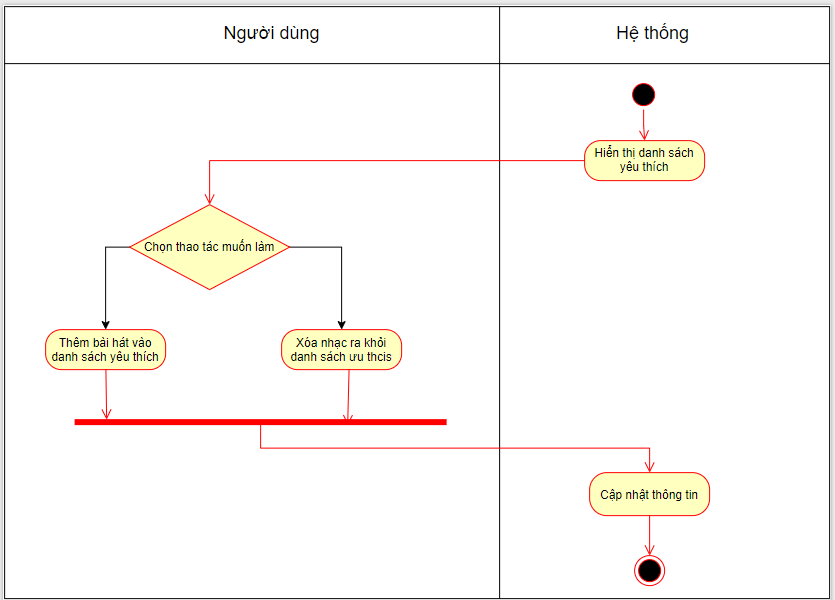 Người dùng
Hệ thống
Hiển thị danh sách
yêu thích
Chọn thao tác muốn làm
Thêm bài hát vào
danh sách yêu thích
Xóa nhạc ra khỏi
danh sách ưu thcis
Cập nhật thông tin